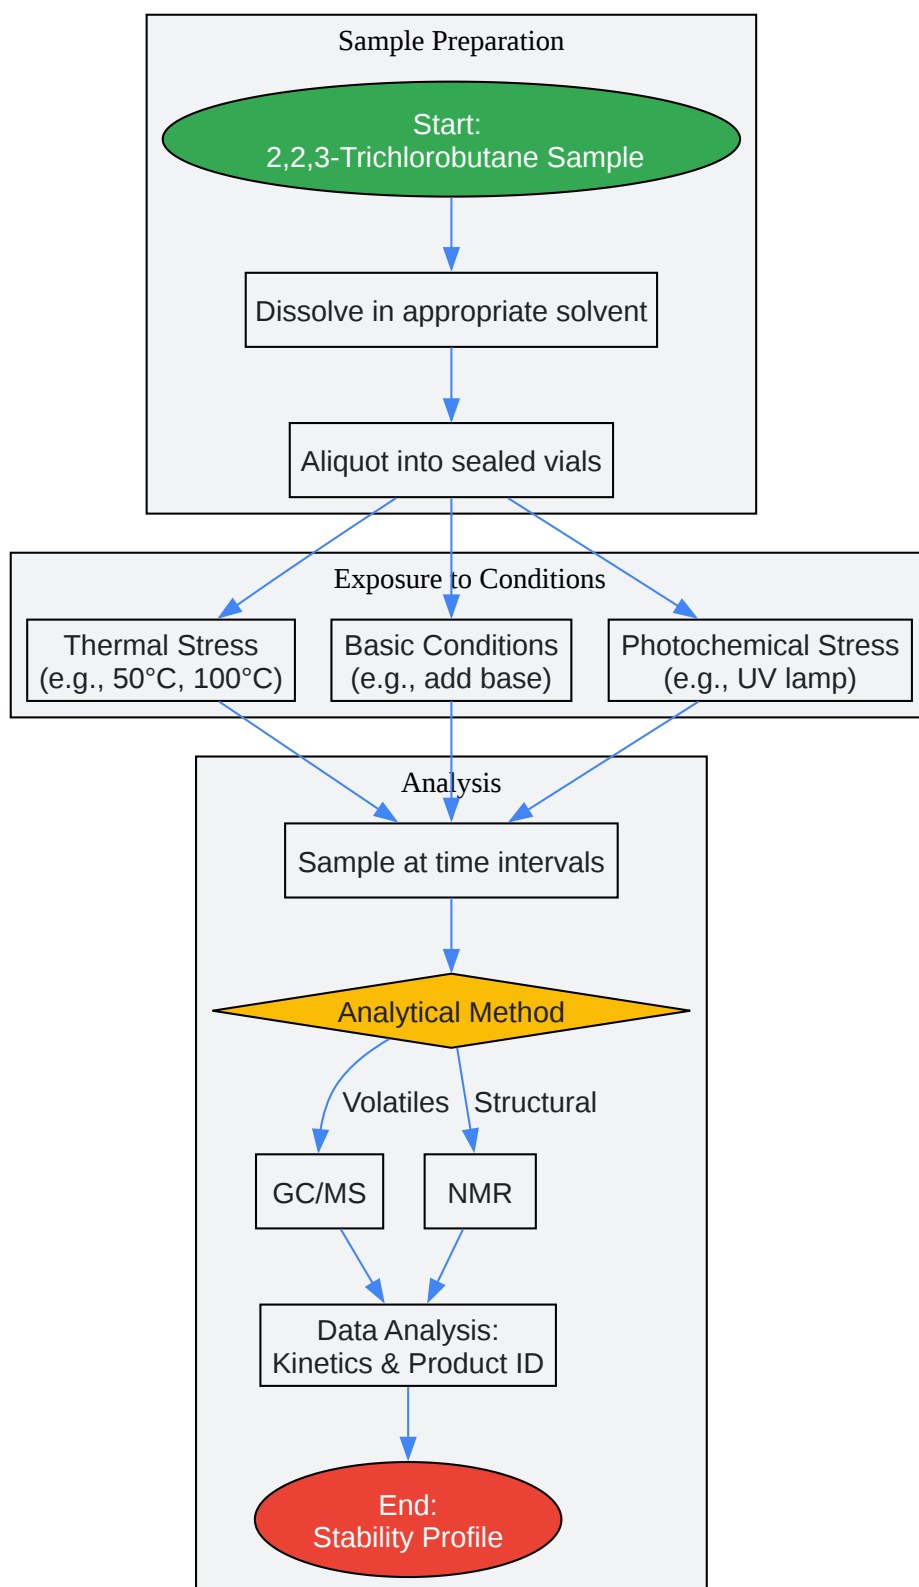 Sample Preparation
Start:
2,2,3-Trichlorobutane Sample
Dissolve in appropriate solvent
Aliquot into sealed vials
Exposure to Conditions
Thermal Stress
(e.g., 50°C, 100°C)
Basic Conditions
(e.g., add base)
Photochemical Stress
(e.g., UV lamp)
Analysis
Sample at time intervals
Analytical Method
Volatiles
Structural
GC/MS
NMR
Data Analysis:
Kinetics & Product ID
End:
Stability Profile